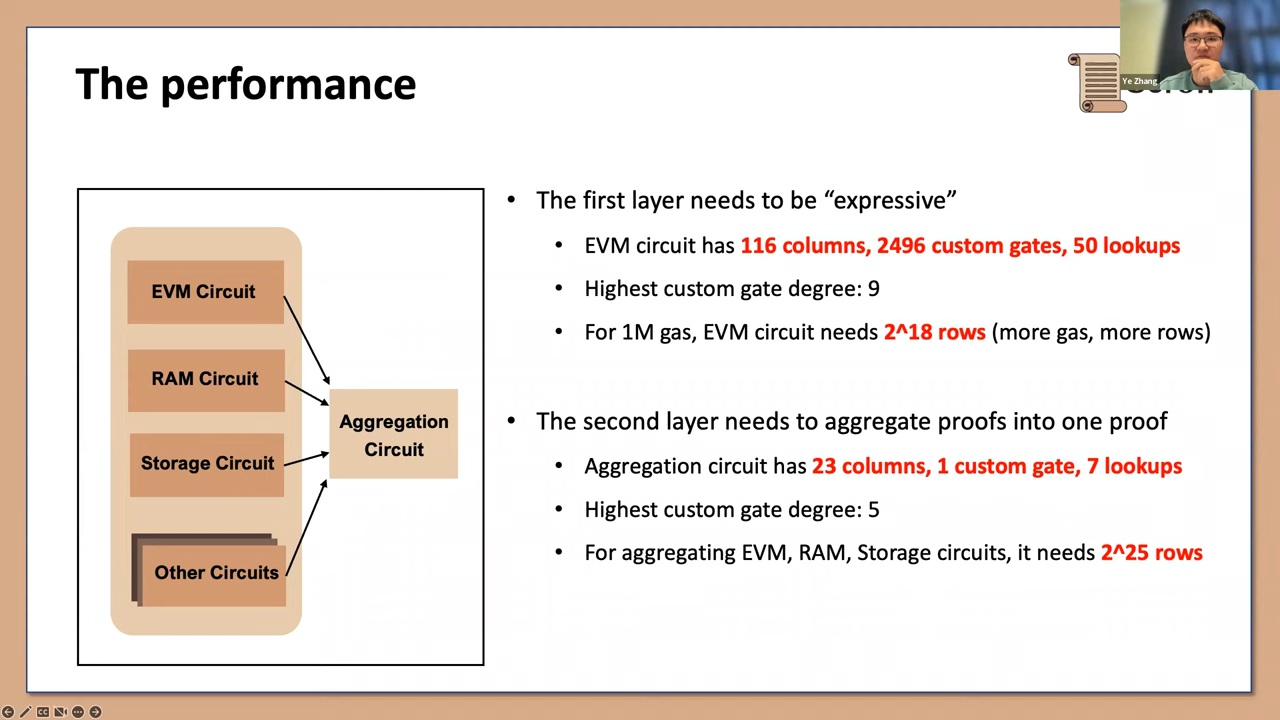 The performance
Ye Zhang
EVM Circuit
RAM Circuit
Storage Circuit
Other Circuits
Aggregation
Circuit
• The first layer needs to be “expressive”
• EVM circuit has 116 columns, 2496 custom gates, 50 lookups
• Highest custom gate degree: 9
• For 1M gas, EVM circuit needs 2^18 rows (more gas, more rows)
• The second layer needs to aggregate proofs into one proof
• Aggregation circuit has 23 columns, 1 custom gate, 7 lookups
• Highest custom gate degree: 5
• For aggregating EVM, RAM, Storage circuits, it needs 2^25 rows
CC